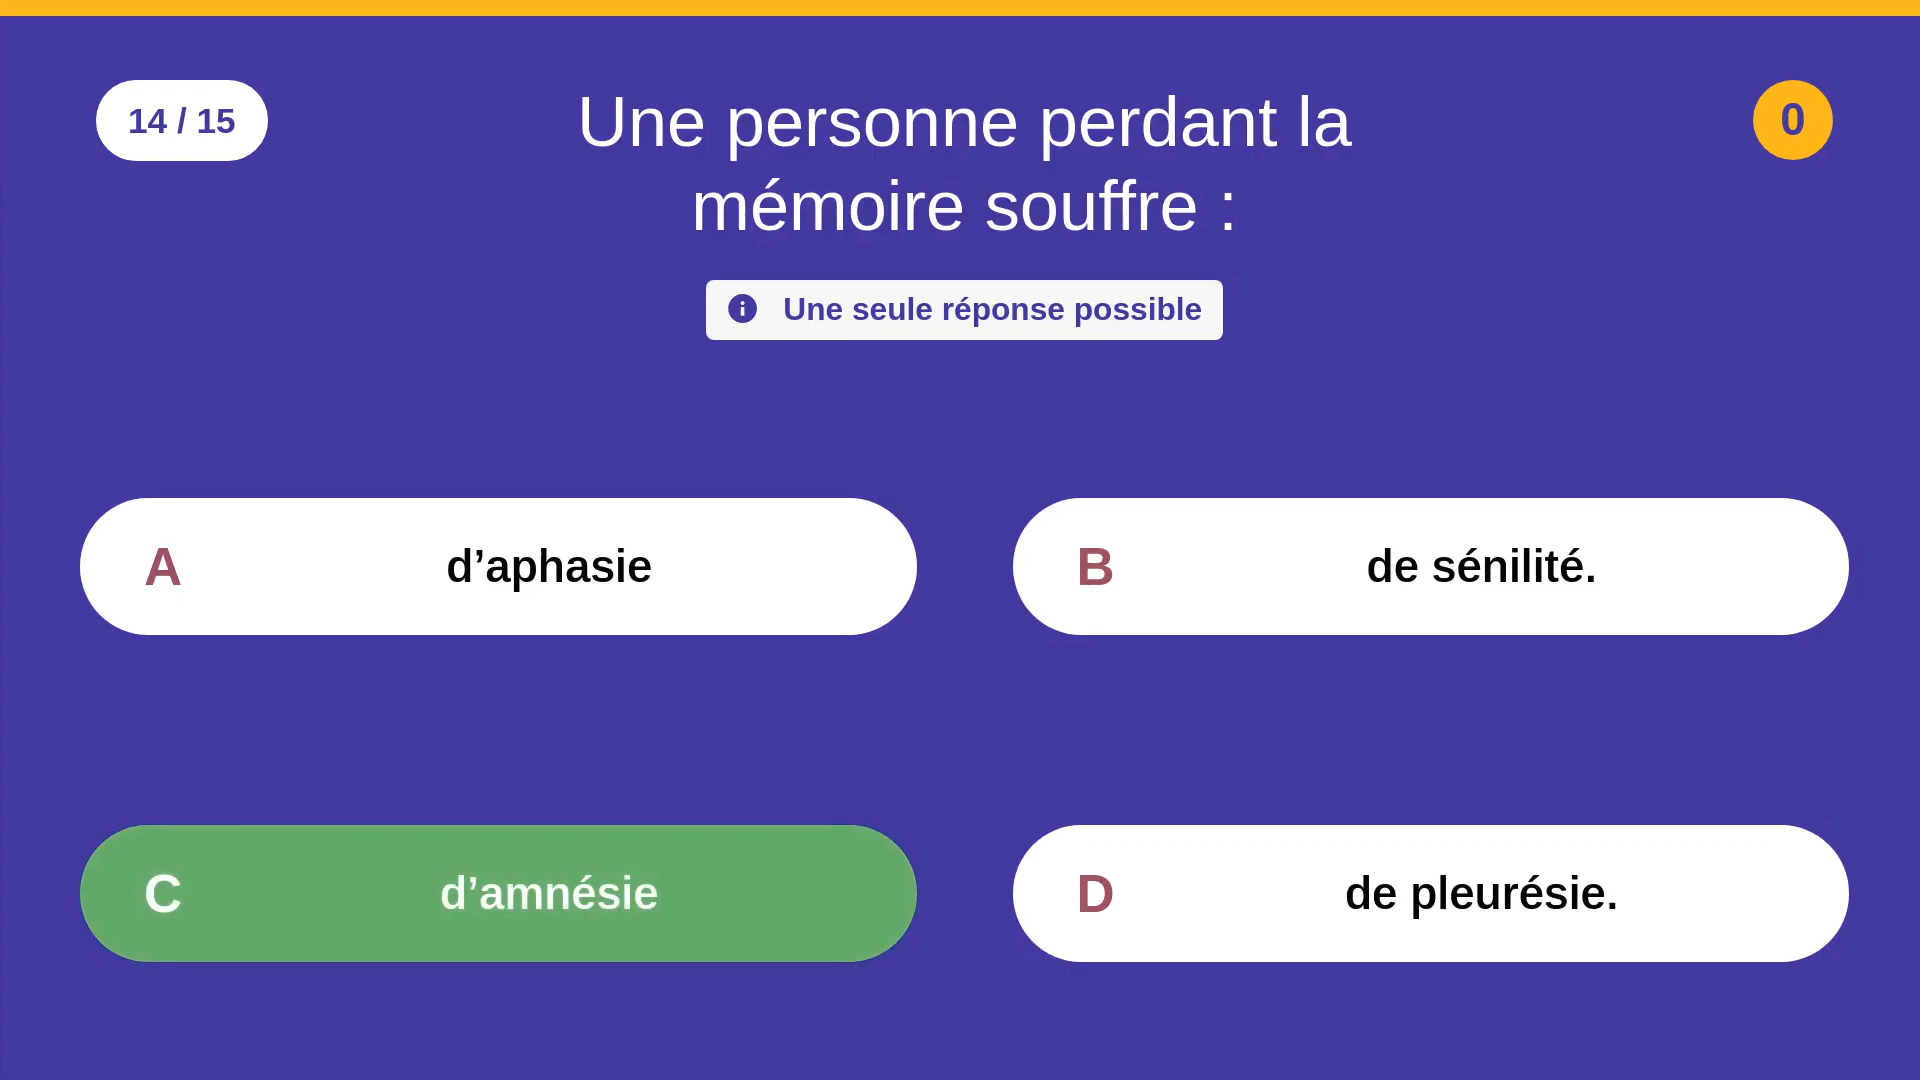 14 / 15
Une personne perdant la
mémoire souffre :
0
Une seule réponse possible
A d’aphasie
B de sénilité.
C d’amnésie
D de pleurésie.